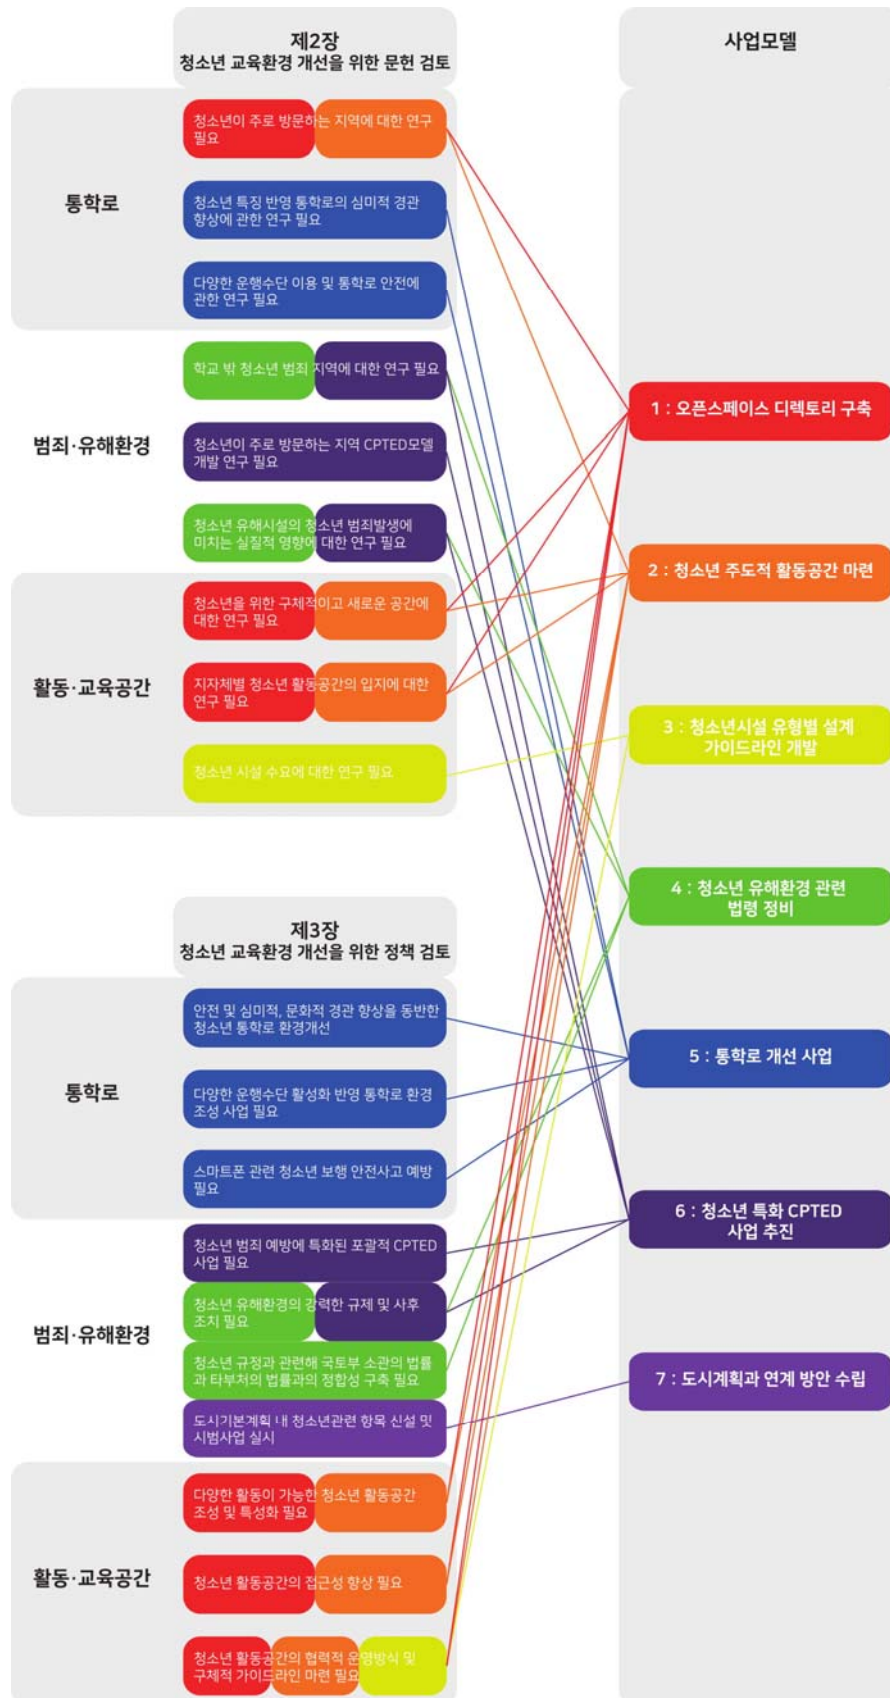 제2장
청소년 교육환경 개선을 위한 문헌 검토
사업모델
통학로
청소년이 주로 방문하는 지역에 대한 연구
필요
청소년 특징 반영 통학로의 심미적 경관
향상에 관한 연구 필요
다양한 운행수단 이용 및 통학로 안전에
관한 연구 필요
범죄·유해환경
학교 밖 청소년 범죄 지역에 대한 연구 필요
청소년이 주로 방문하는 지역 CPTED모델
개발 연구 필요
청소년 유해시설의 청소년 범죄발생에
미치는 실질적 영향에 대한 연구 필요
활동·교육공간
청소년을 위한 구체적이고 새로운 공간에
대한 연구 필요
지자체별 청소년 활동공간의 입지에 대한
연구 필요
청소년 시설 수요에 대한 연구 필요
제3장
청소년 교육환경 개선을 위한 정책 검토
통학로
안전 및 심미적, 문화적 경관 향상을 동반한
청소년 통학로 환경개선
다양한 운행수단 활성화 반영 통학로 환경
조성 사업 필요
스마트폰 관련 청소년 보행 안전사고 예방
필요
범죄·유해환경
청소년 범죄 예방에 특화된 포괄적 CPTED
사업 필요
청소년 유해환경의 강력한 규제 및 사후
조치 필요
청소년 규정과 관련해 국토부 소관의 법률
과 타부처의 법률과의 정합성 구축 필요
도시기본계획 내 청소년관련 항목 신설 및
시범사업 실시
활동·교육공간
다양한 활동이 가능한 청소년 활동공간
조성 및 특성화 필요
청소년 활동공간의 접근성 향상 필요
청소년 활동공간의 협력적 운영방식 및
구체적 가이드라인 마련 필요
1 : 오픈스페이스 디렉토리 구축
2 : 청소년 주도적 활동공간 마련
3 : 청소년시설 유형별 설계
가이드라인 개발
4 : 청소년 유해환경 관련
법령 정비
5 : 통학로 개선 사업
6 : 청소년 특화 CPTED
사업 추진
7 : 도시계획과 연계 방안 수립